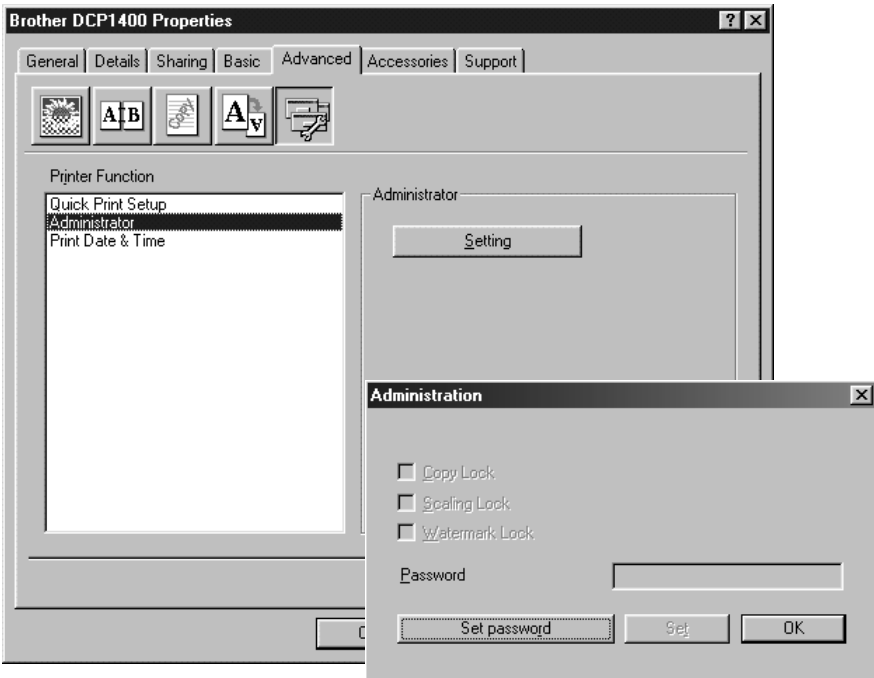 Brother DCP1400 Properties
General Details Sharing Basic Advanced Accessories Support
A B copy A A
Printer Function
Quick Print Setup
Administrator
Print Date & Time
Administrator
Setting
Administration
Copy Lock
Scaling Lock
Watermark Lock
Password
Set password Set OK